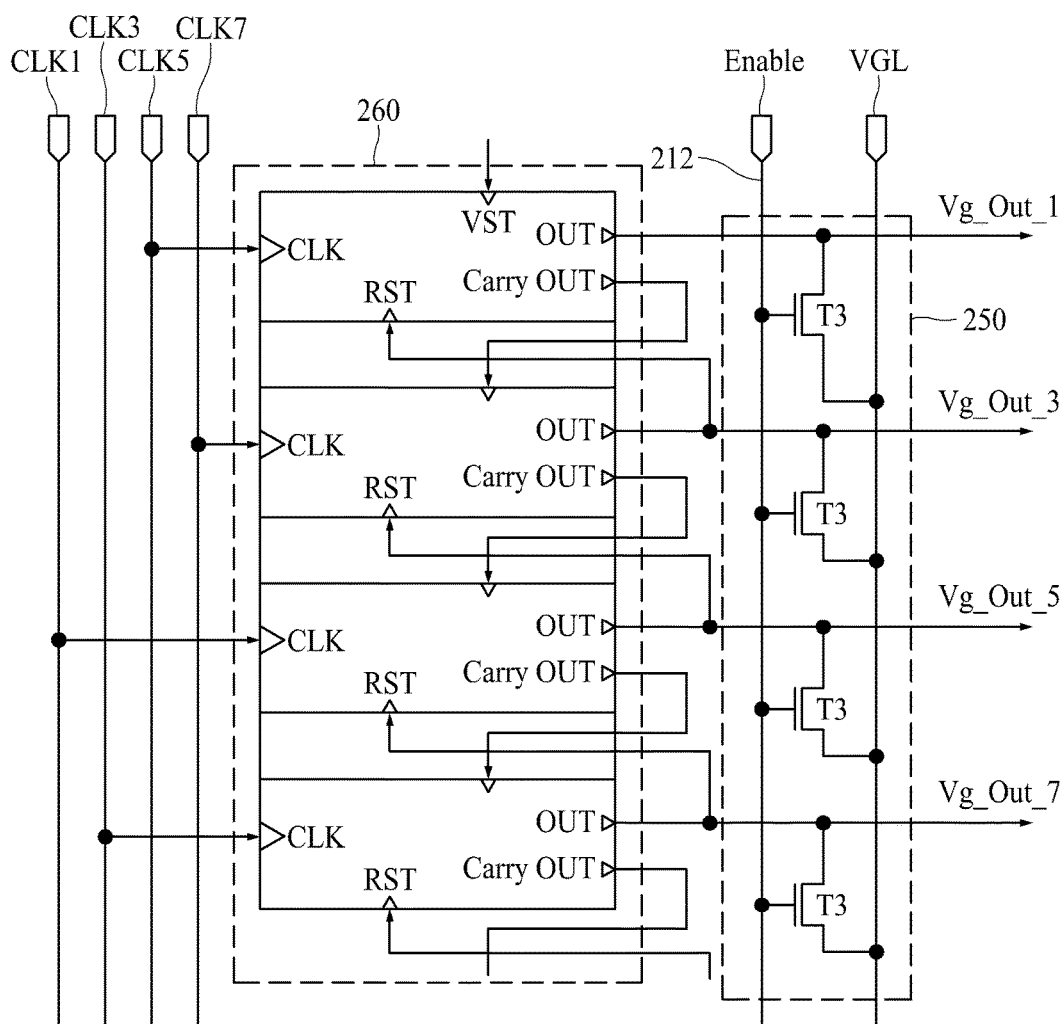 CLK1
CLK3
CLK5
CLK7
Enable
VGL
260
212
VST
OUT
Vg_Out_1
CLK
Carry OUT
RST
T3
250
OUT
Vg_Out_3
CLK
Carry OUT
RST
T3
OUT
Vg_Out_5
CLK
Carry OUT
RST
T3
OUT
Vg_Out_7
CLK
Carry OUT
RST
T3